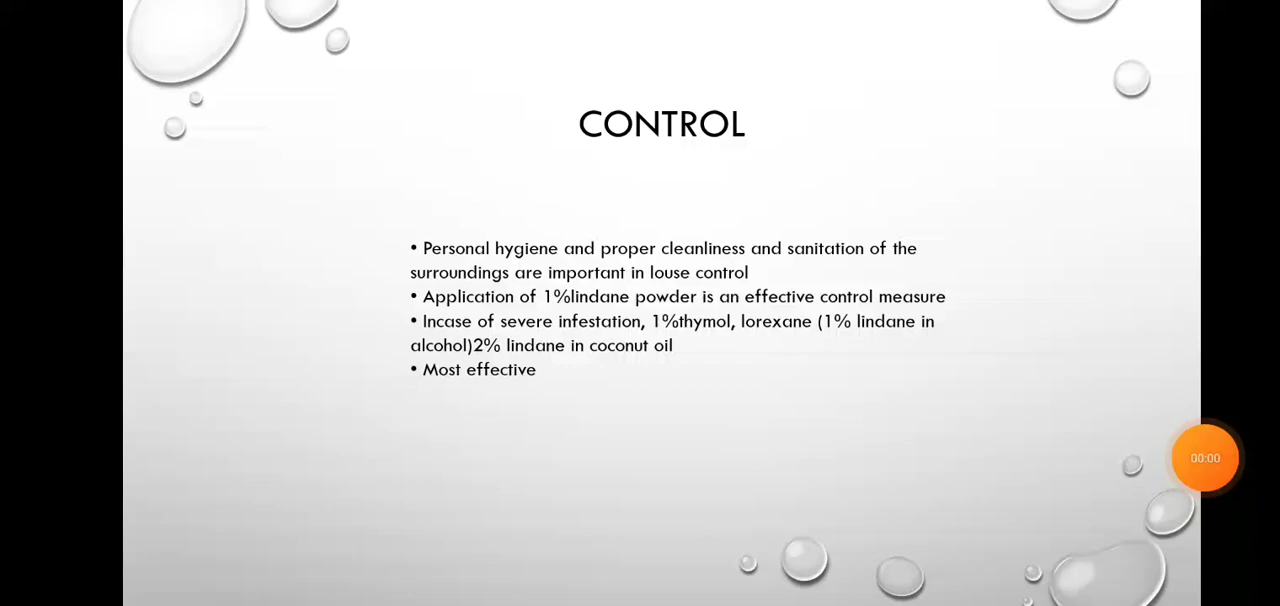 CONTROL
• Personal hygiene and proper cleanliness and sanitation of the
surroundings are important in louse control
• Application of 1%lindane powder is an effective control measure
• Incase of severe infestation, 1%thymol, lorexane (1% lindane in
alcohol)2% lindane in coconut oil
• Most effective
00:00